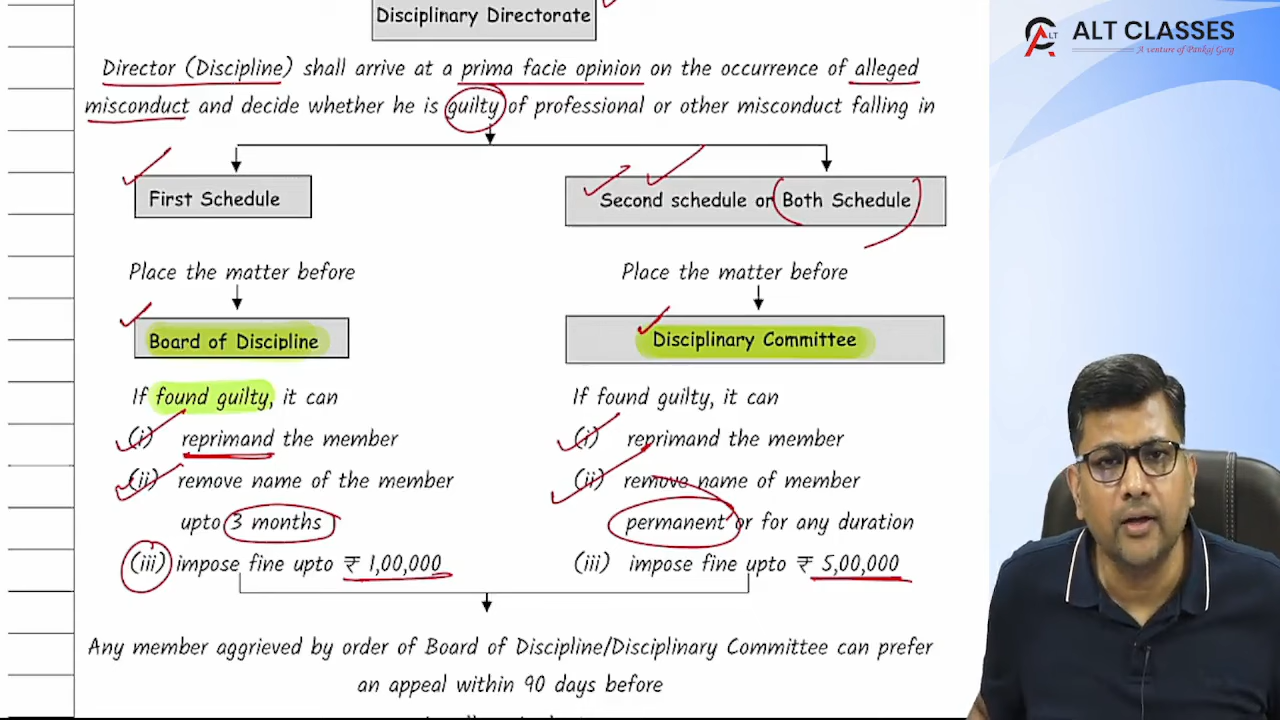 Disciplinary Directorate
ALT CLASSES
A venture of Pankaj Garg
ALT
Director (Discipline) shall arrive at a prima facie opinion on the occurrence of alleged
misconduct and decide whether he is guilty of professional or other misconduct falling in
First Schedule
Second schedule or Both Schedule
Place the matter before
Place the matter before
Board of Discipline
Disciplinary Committee
If found guilty, it can
(i) reprimand the member
(ii) remove name of the member
upto 3 months
(iii) impose fine upto ₹ 1,00,000
If found guilty, it can
(i) reprimand the member
(ii) remove name of member
permanent or for any duration
(iii) impose fine upto ₹ 5,00,000
Any member aggrieved by order of Board of Discipline/Disciplinary Committee can prefer
an appeal within 90 days before